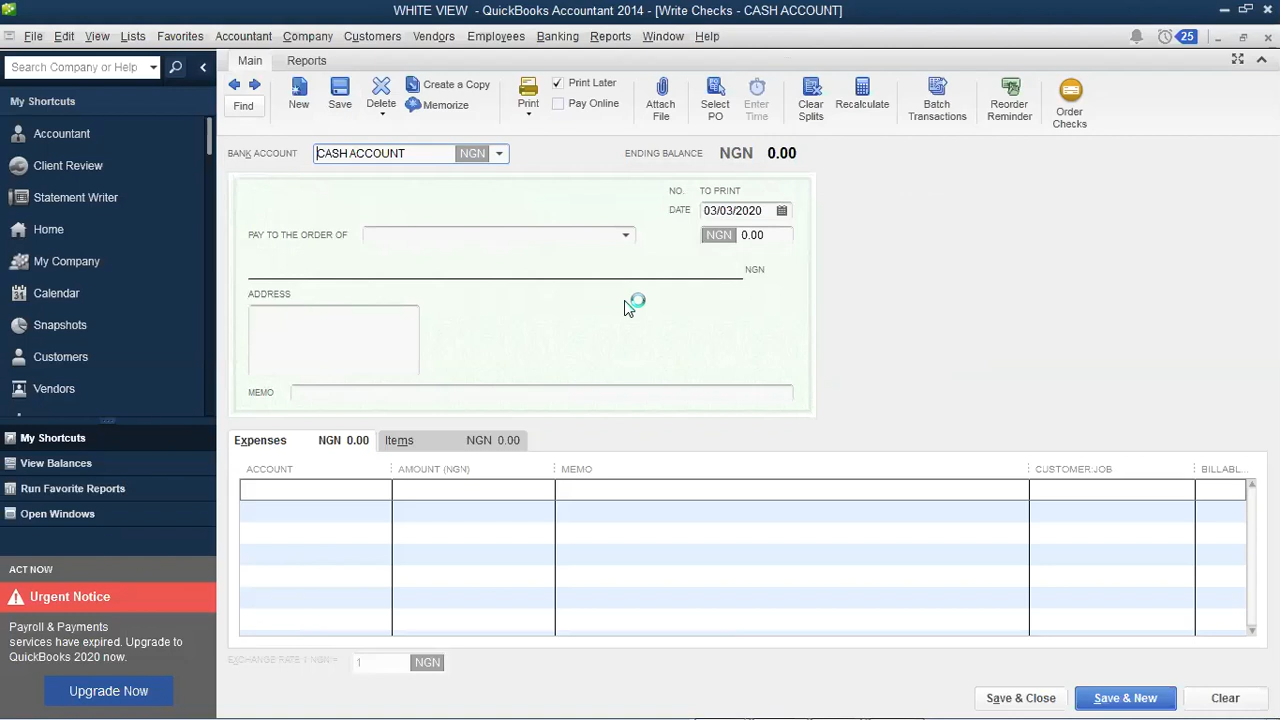 WHITE VIEW - QuickBooks Accountant 2014 - [Write Checks - CASH ACCOUNT]
File Edit View Lists Favorites Accountant Company Customers Vendors Employees Banking Reports Window Help 25
Search Company or Help
Main Reports
My Shortcuts
Accountant
Client Review
Statement Writer
Home
My Company
Calendar
Snapshots
Customers
Vendors
My Shortcuts
View Balances
Run Favorite Reports
Open Windows
ACT NOW
Urgent Notice
Payroll & Payments
services have expired. Upgrade to
QuickBooks 2020 now.
Upgrade Now
Find
New
Save
Delete
Create a Copy
Memorize
Print
Print Later
Pay Online
Attach
File
Select
PO
Enter
Time
Clear
Splits
Recalculate
Batch
Transactions
Reorder
Reminder
Order
Checks
BANK ACCOUNT CASH ACCOUNT NGN ENDING BALANCE NGN 0.00
NO. TO PRINT
DATE 03/03/2020
PAY TO THE ORDER OF NGN 0.00
NGN
ADDRESS
MEMO
Expenses NGN 0.00 Items NGN 0.00
ACCOUNT AMOUNT (NGN) MEMO CUSTOMER:JOB BILLABL...
EXCHANGE RATE 1 NGN = 1 NGN
Save & Close Save & New Clear